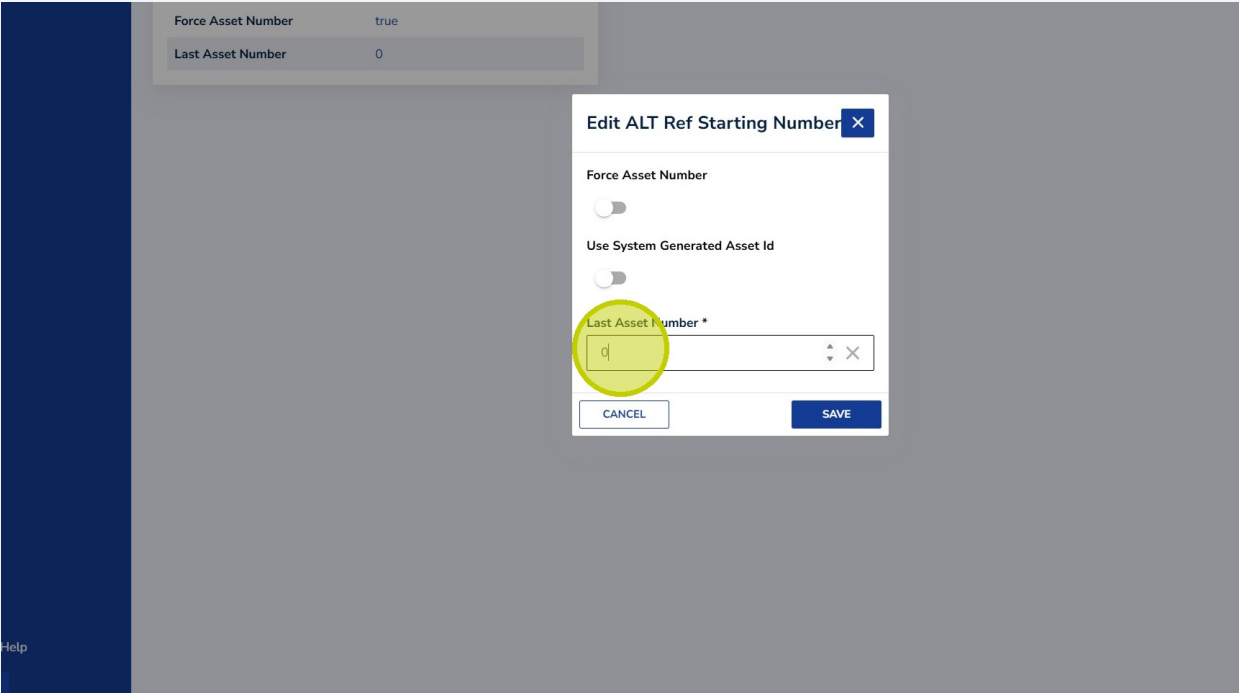 Force Asset Number true
Last Asset Number 0
Edit ALT Ref Starting Number
Force Asset Number
Use System Generated Asset Id
Last Asset Number *
0
CANCEL SAVE
Help